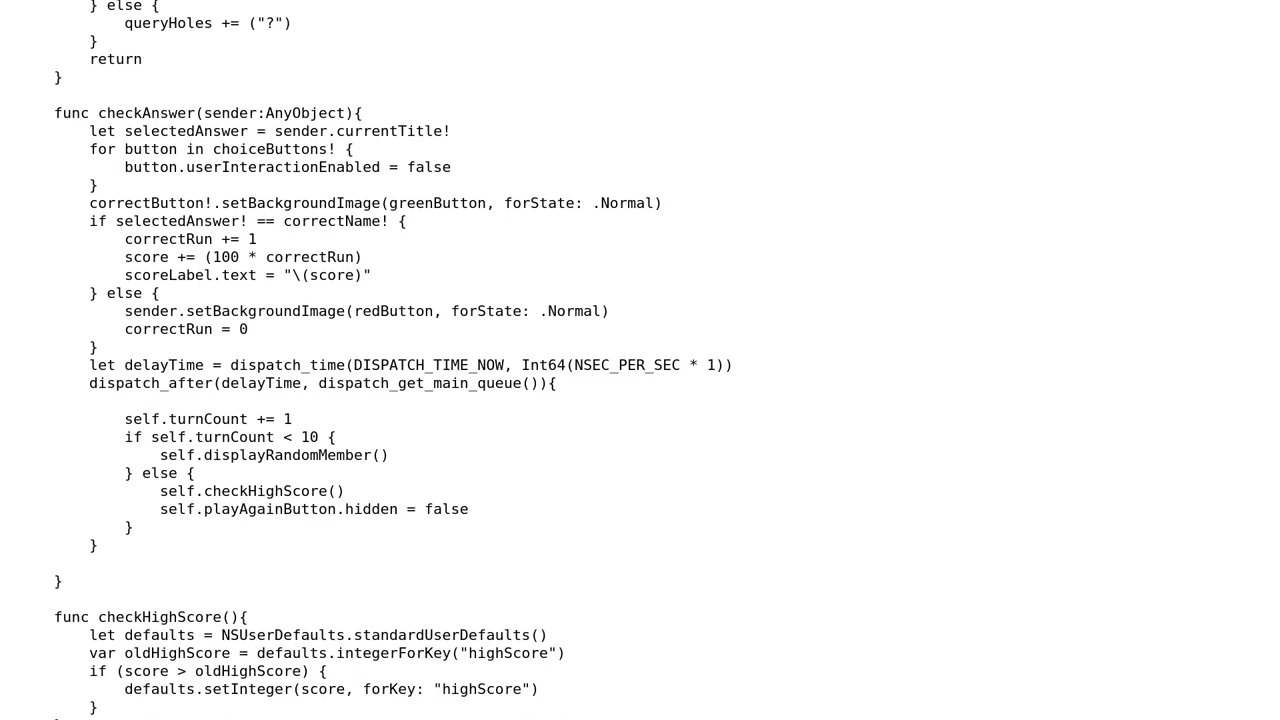 } else {
queryHoles += ("?")
}
return
}
func checkAnswer(sender:AnyObject){
let selectedAnswer = sender.currentTitle!
for button in choiceButtons! {
button.userInteractionEnabled = false
}
correctButton!.setBackgroundImage(greenButton, forState: .Normal)
if selectedAnswer! == correctName! {
correctRun += 1
score += (100 * correctRun)
scoreLabel.text = "\(score)"
} else {
sender.setBackgroundImage(redButton, forState: .Normal)
correctRun = 0
}
let delayTime = dispatch_time(DISPATCH_TIME_NOW, Int64(NSEC_PER_SEC * 1))
dispatch_after(delayTime, dispatch_get_main_queue()){
self.turnCount += 1
if self.turnCount < 10 {
self.displayRandomMember()
} else {
self.checkHighScore()
self.playAgainButton.hidden = false
}
}
}
func checkHighScore(){
let defaults = NSUserDefaults.standardUserDefaults()
var oldHighScore = defaults.integerForKey("highScore")
if (score > oldHighScore) {
defaults.setInteger(score, forKey: "highScore")
}